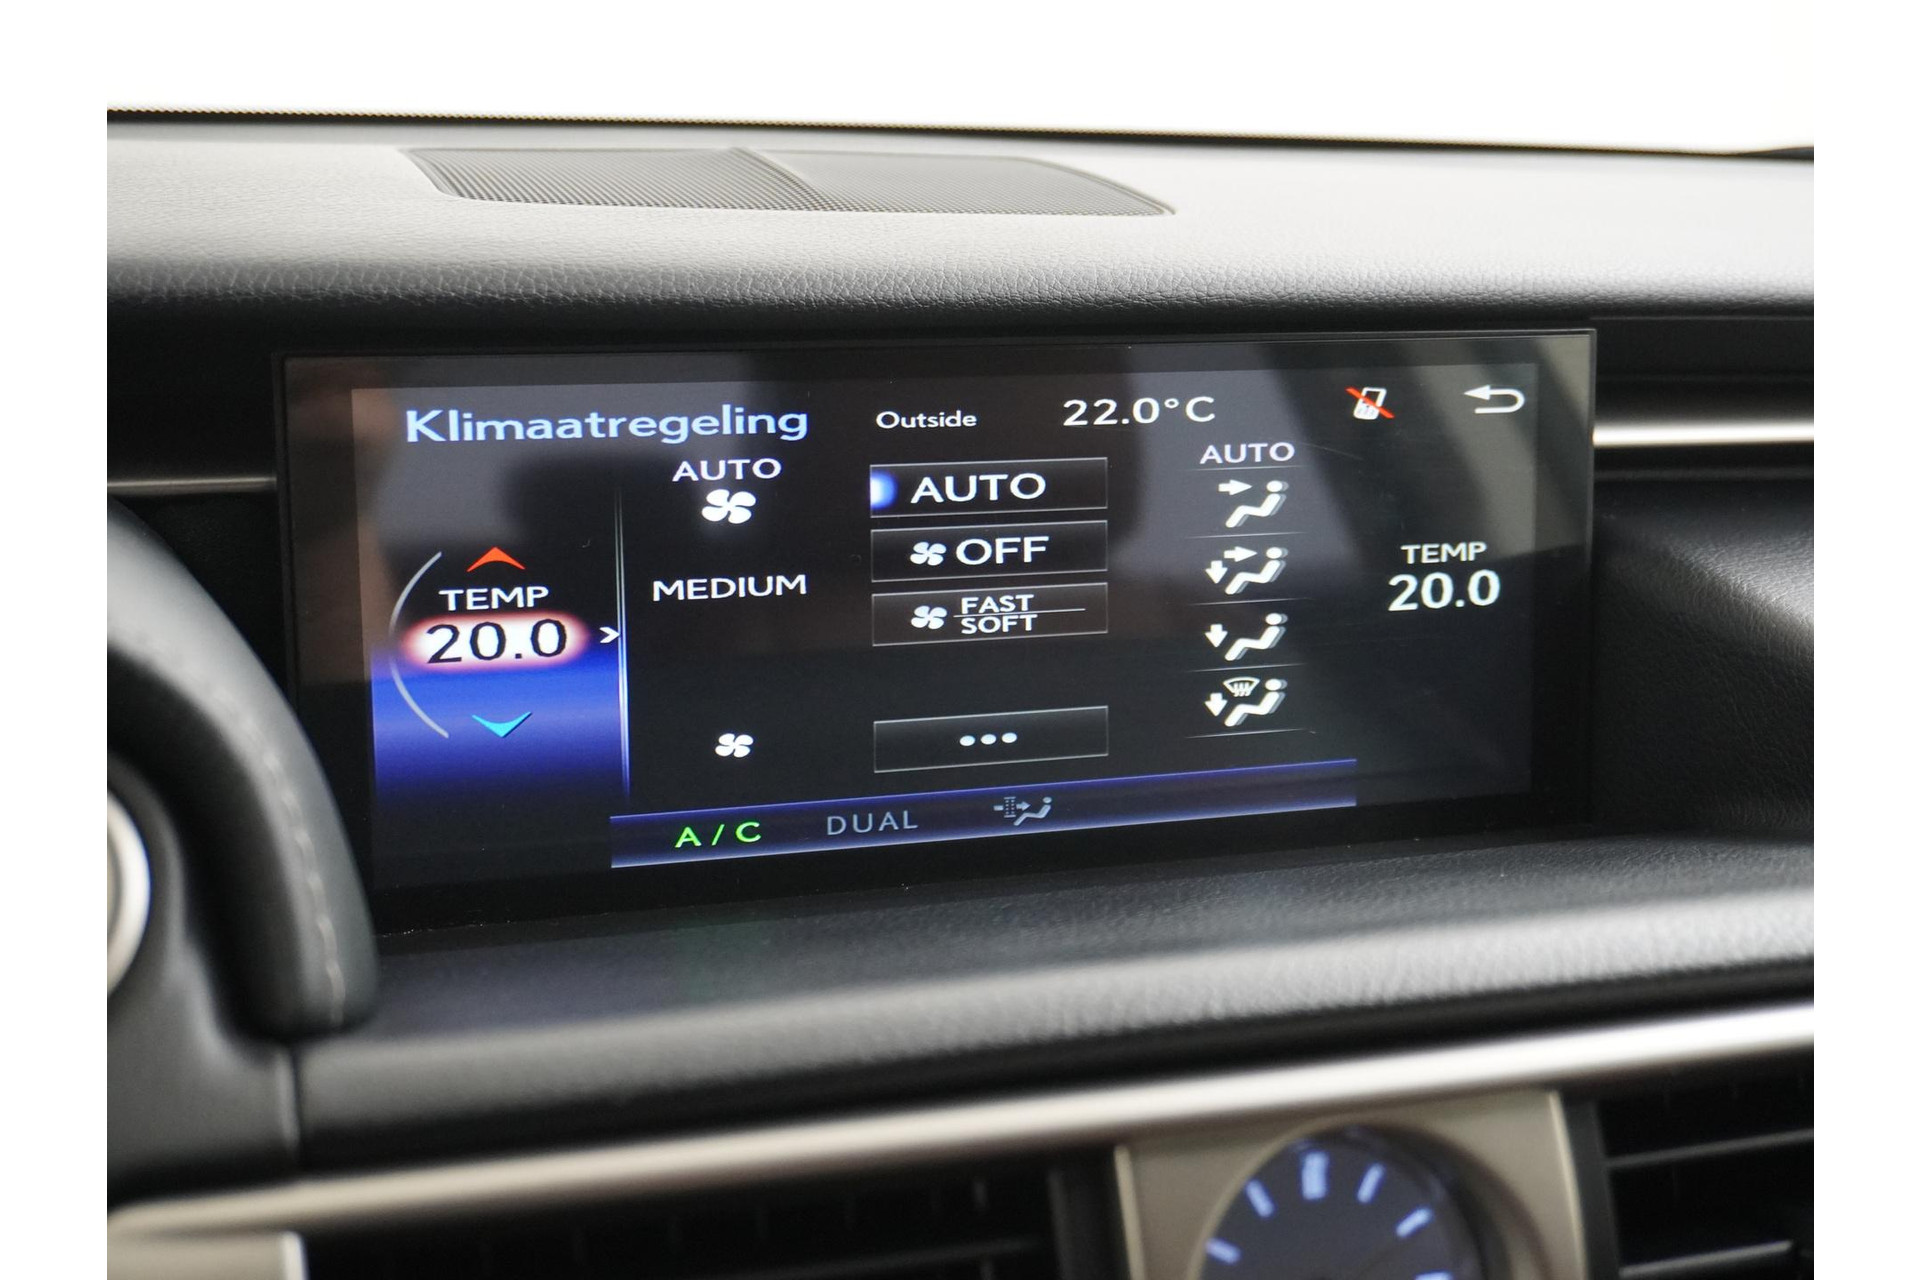 Klimaatregeling
Outside
22.0°C
AUTO
AUTO
AUTO
OFF
FAST
SOFT
MEDIUM
TEMP
20.0
TEMP
20.0
•••
A/C
DUAL